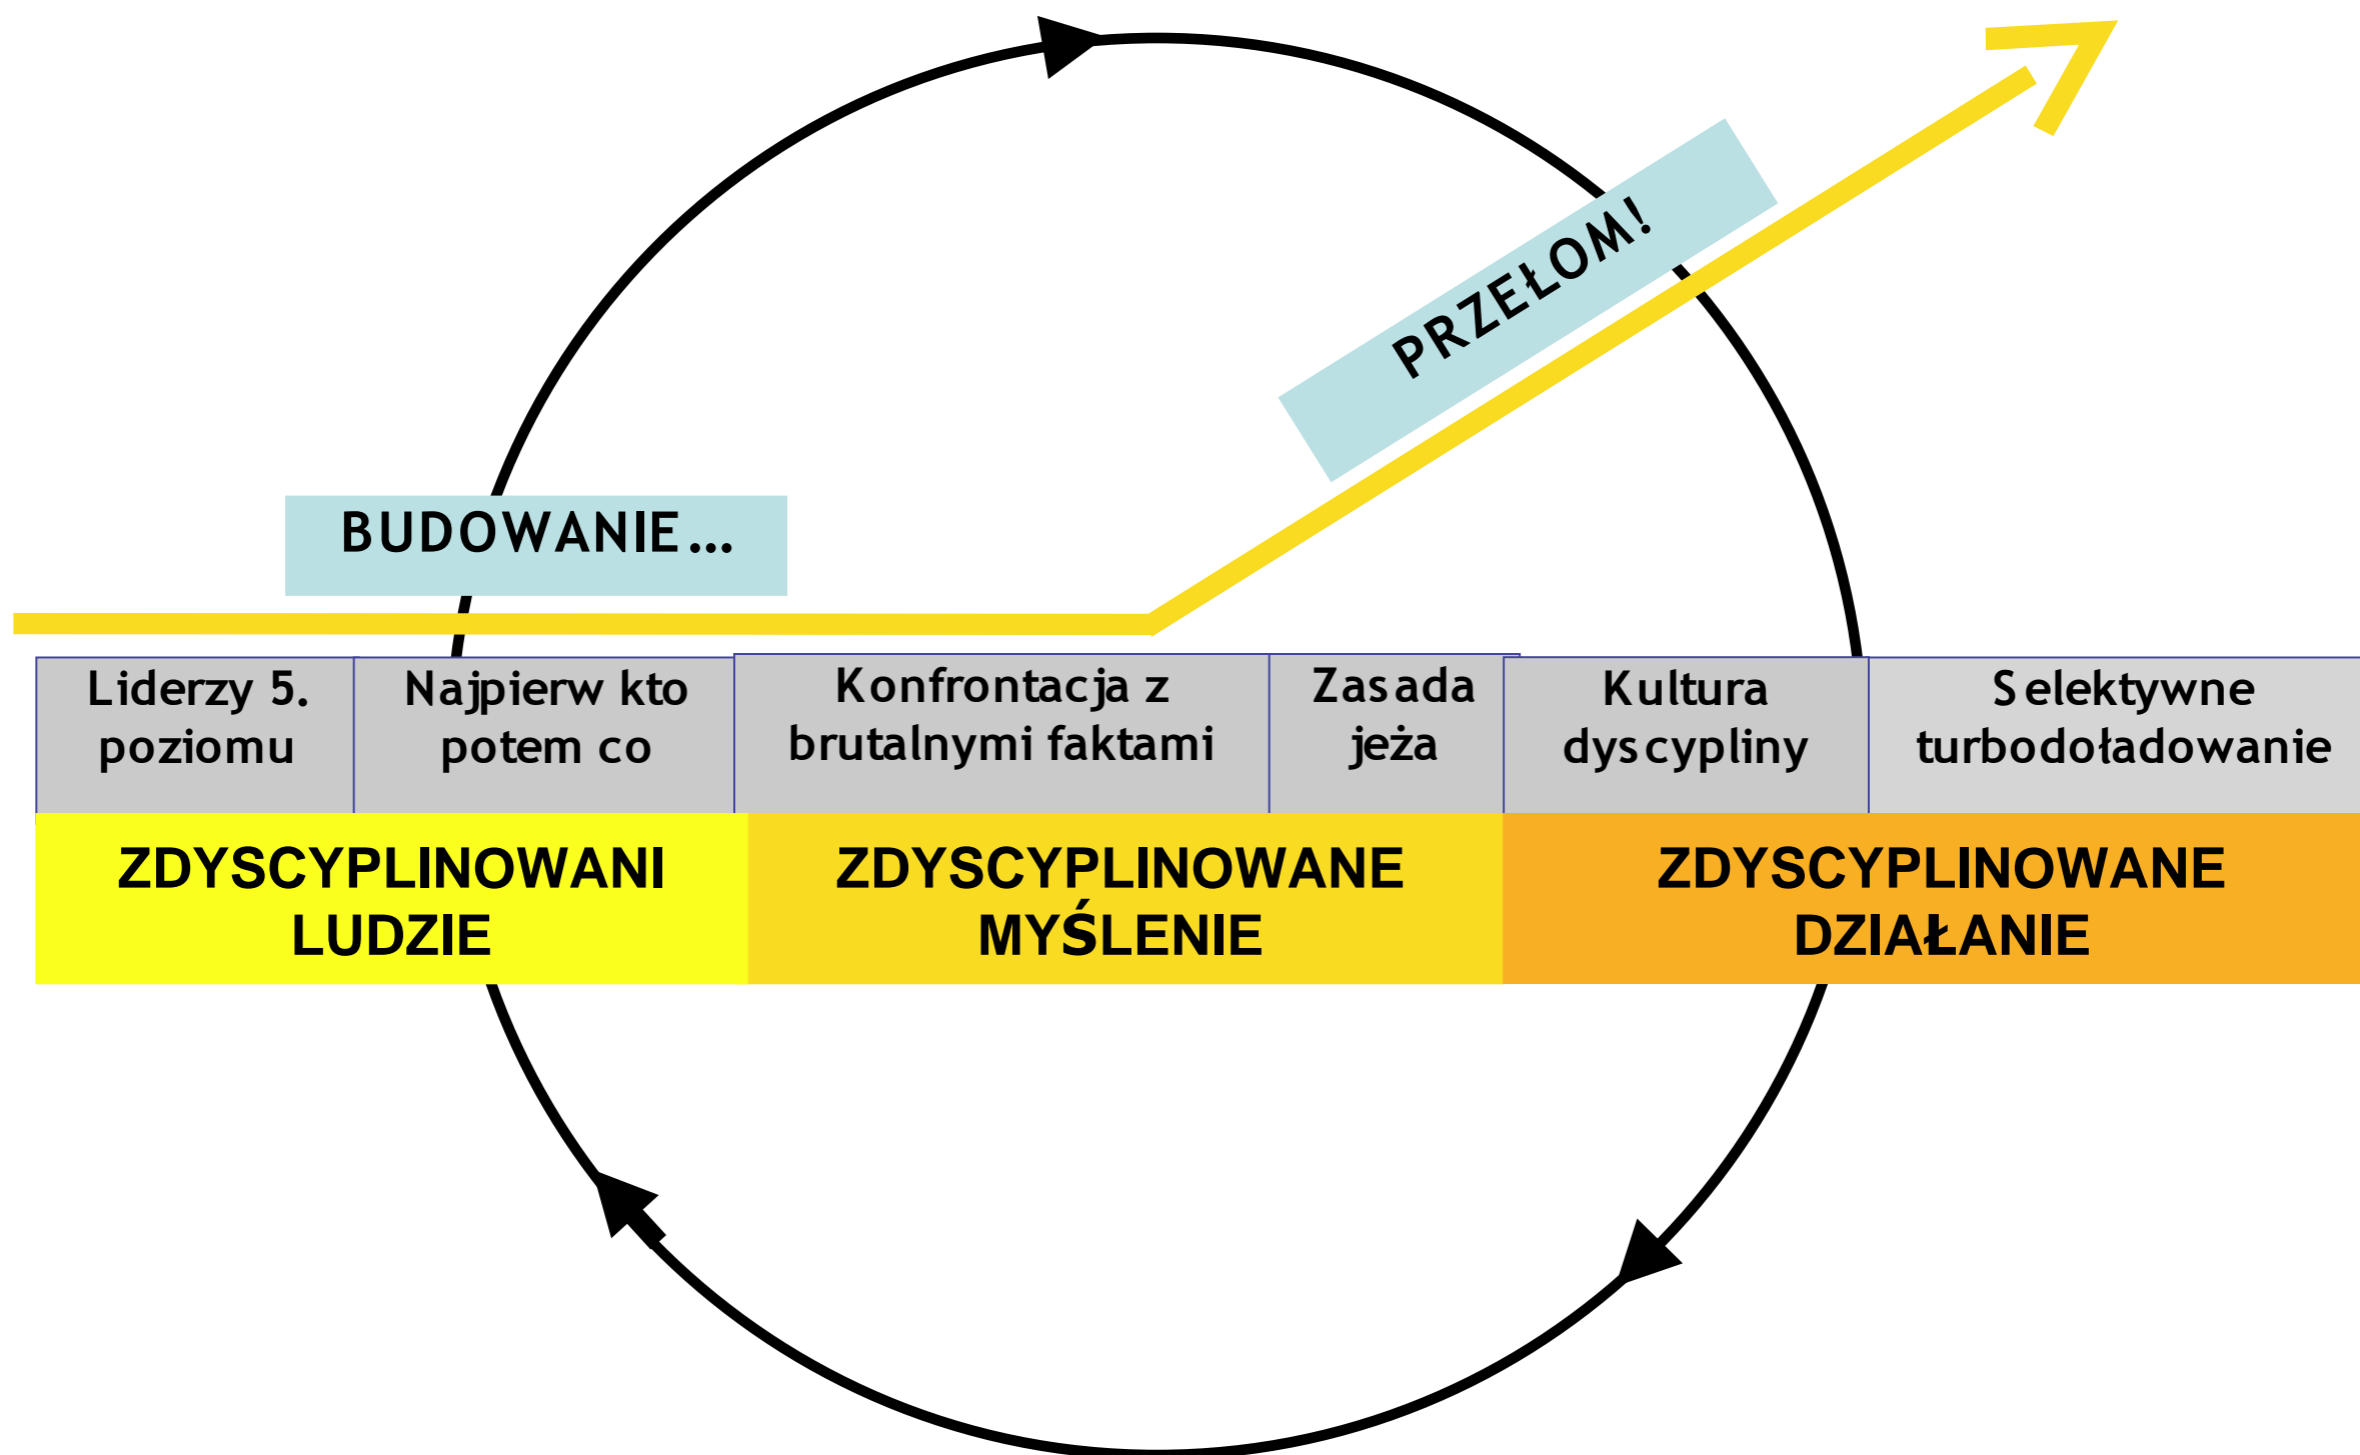 PRZEŁOM!
BUDOWANIE...
Liderzy 5.
poziomu
Najpierw kto
potem co
Konfrontacja z
brutalnymi faktami
Zasada
jeża
Kultura
dyscypliny
Selektywne
turbodoładowanie
ZDYSCYPLINOWANI
LUDZIE
ZDYSCYPLINOWANE
MYŚLENIE
ZDYSCYPLINOWANE
DZIAŁANIE